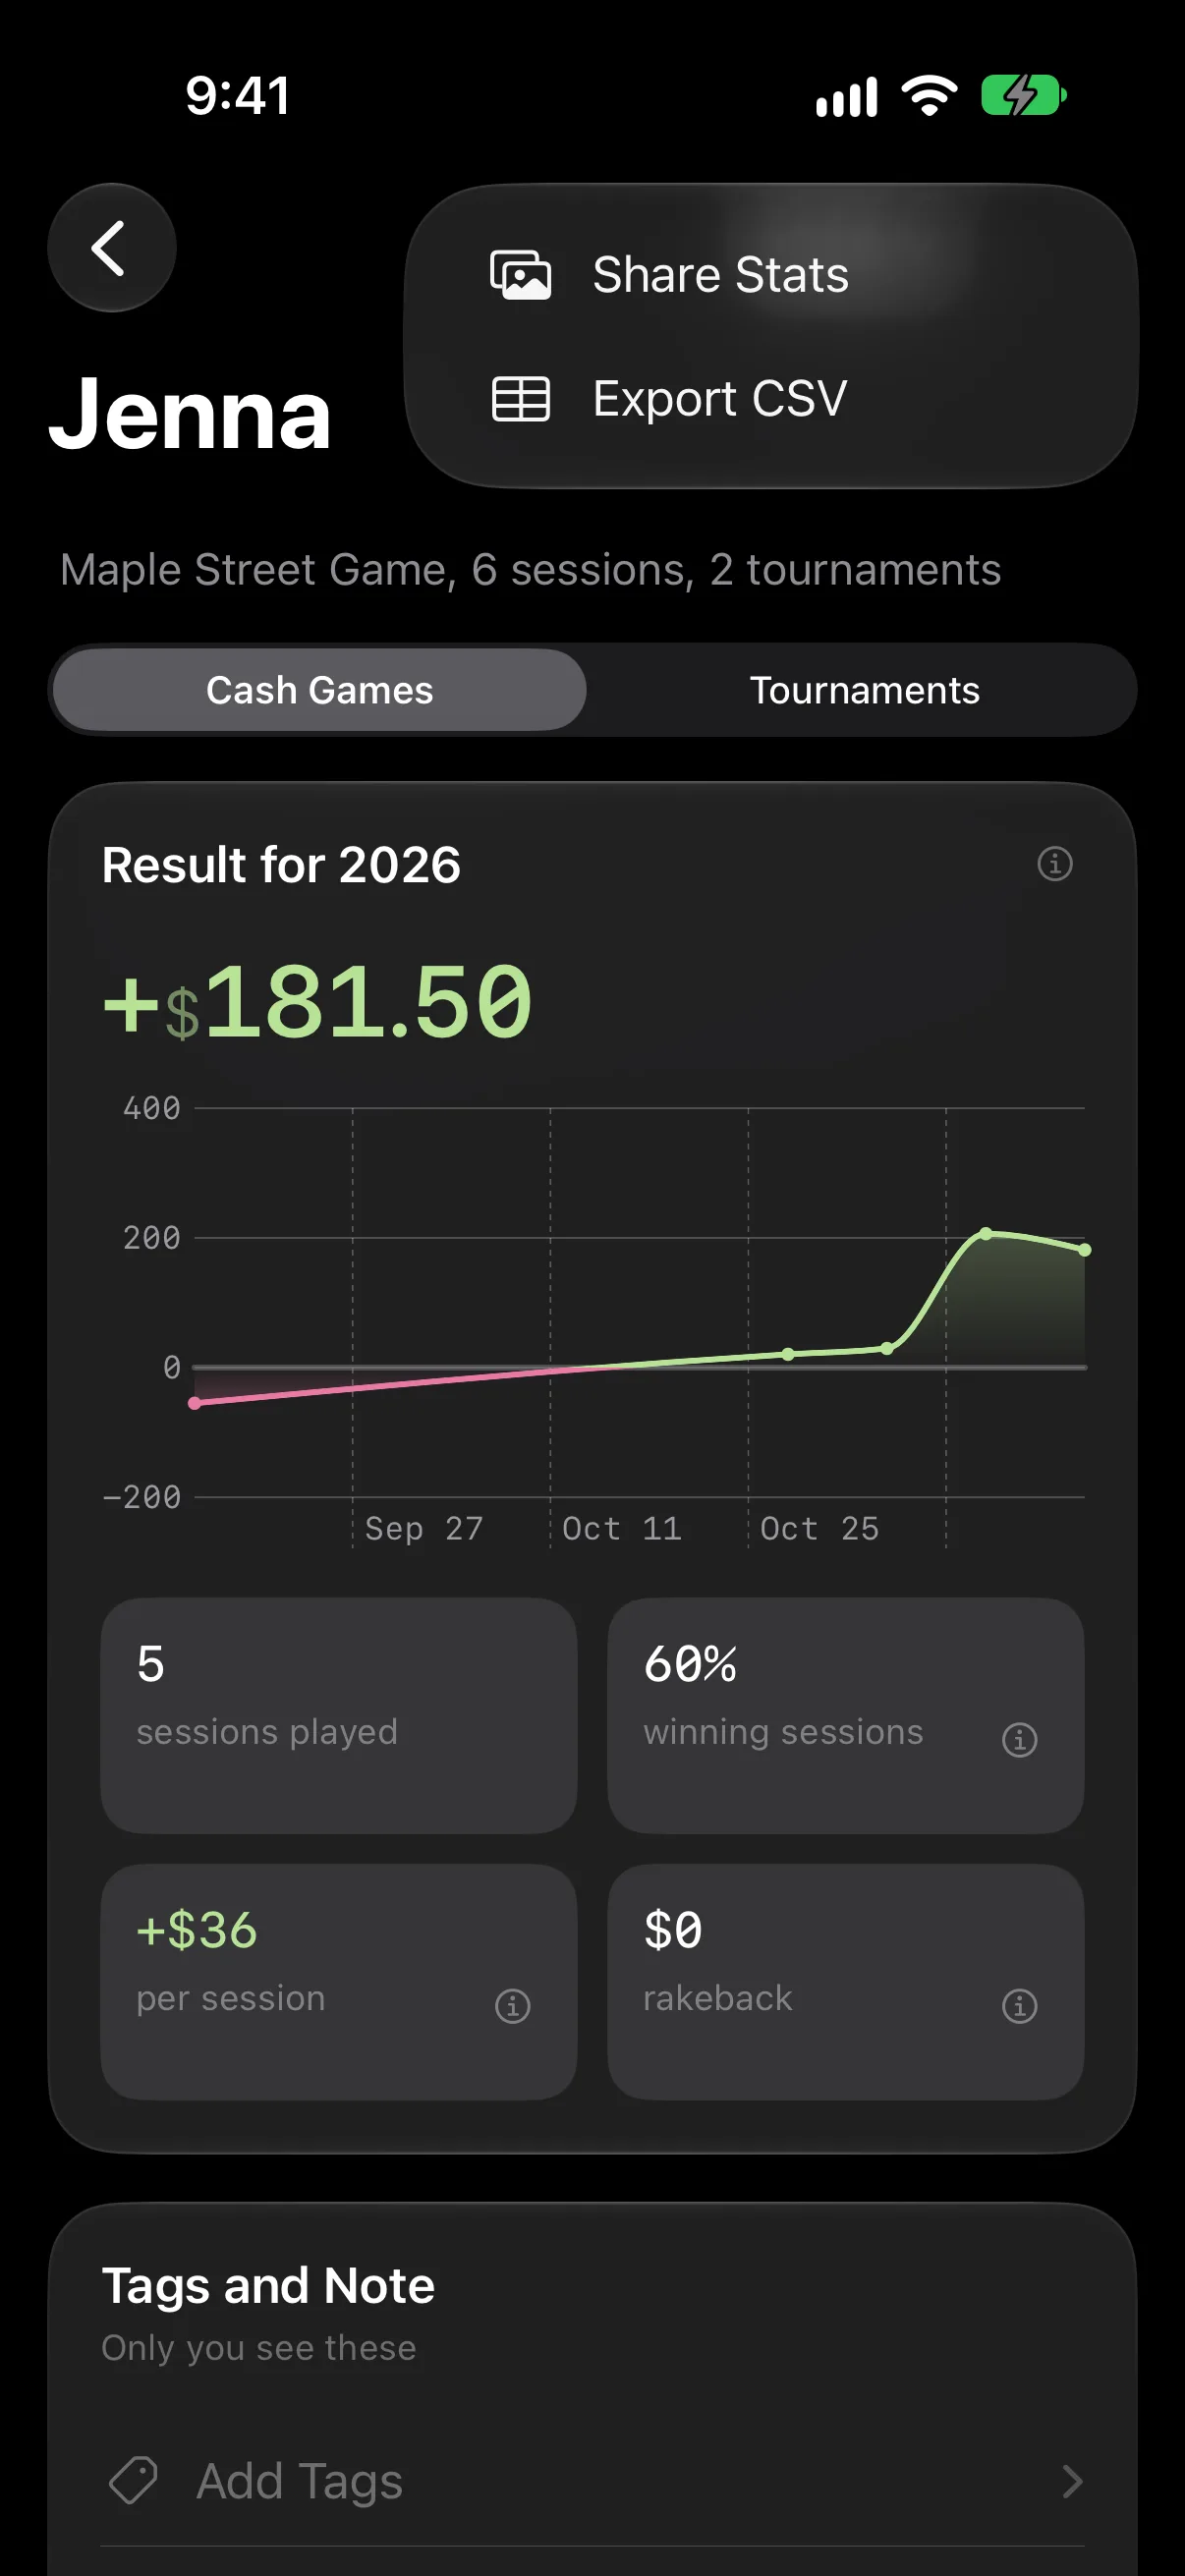 9:41
Share Stats
Export CSV
Jenna
Maple Street Game, 6 sessions, 2 tournaments
Cash Games
Tournaments
Result for 2026
+$181.50
400
200
0
−200
Sep 27
Oct 11
Oct 25
5
sessions played
60%
winning sessions
+$36
per session
$0
rakeback
Tags and Note
Only you see these
Add Tags